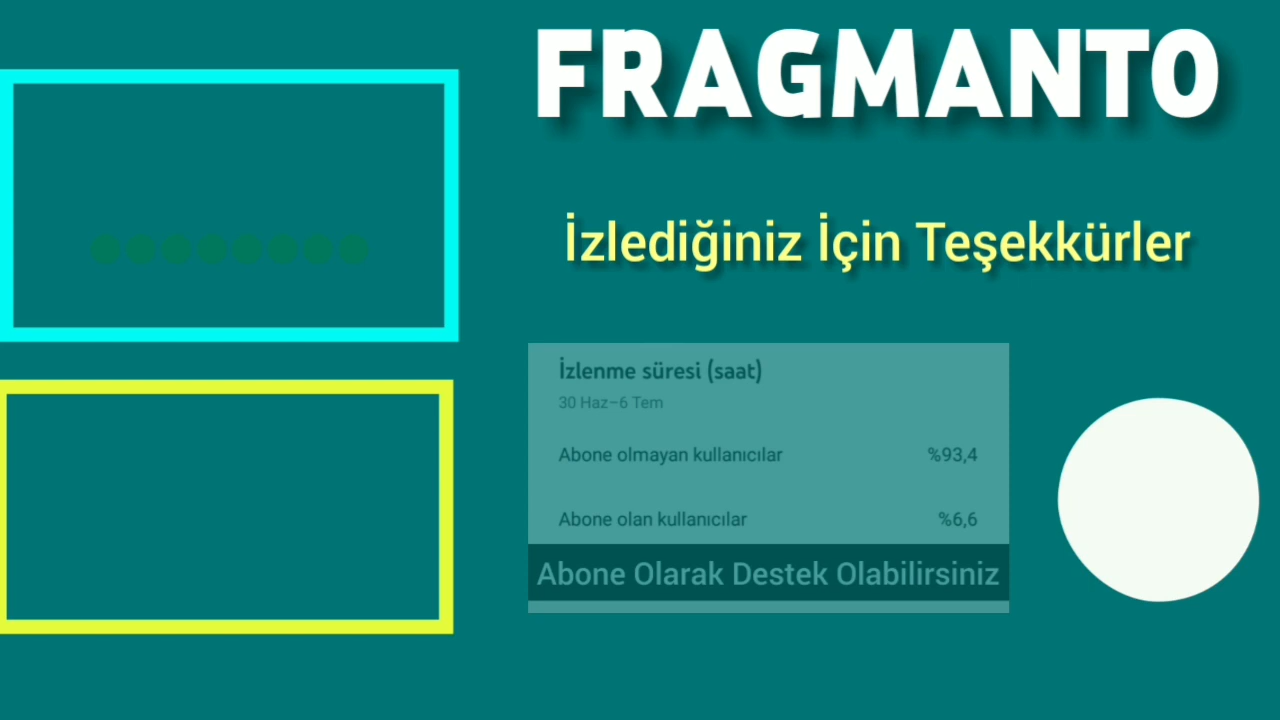 FRAGMANTO
İzlediğiniz İçin Teşekkürler
İzlenme süresi (saat)
30 Haz–6 Tem
Abone olmayan kullanıcılar %93,4
Abone olan kullanıcılar %6,6
Abone Olarak Destek Olabilirsiniz